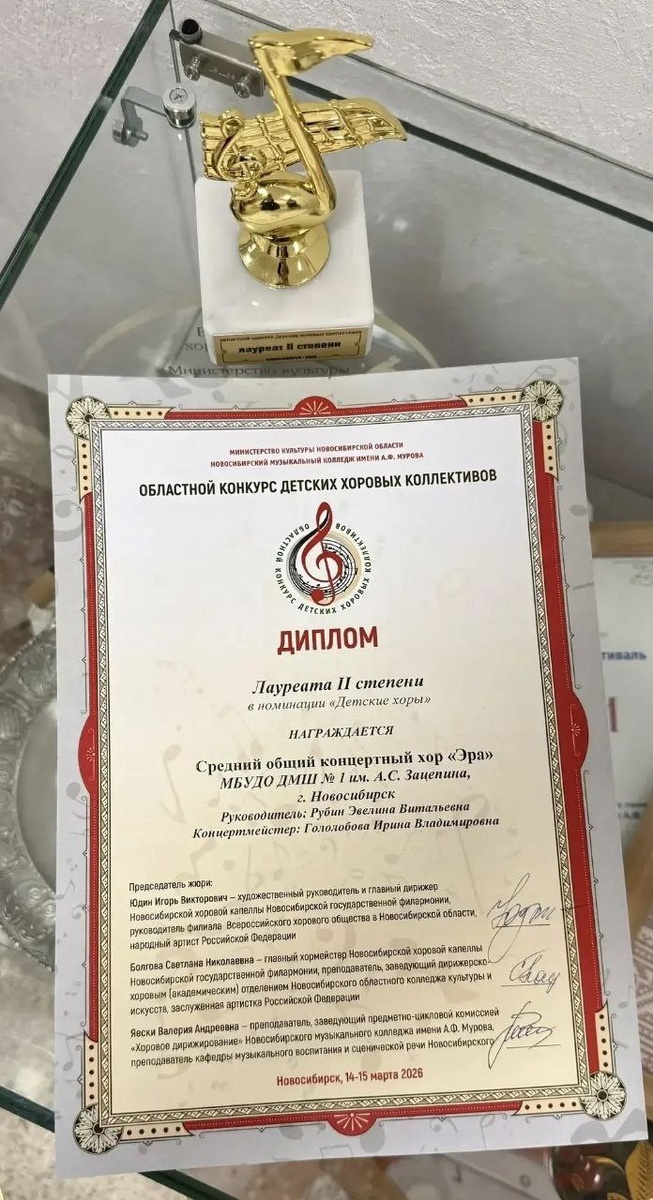 ОБЛАСТНОЙ КОНКУРС ДЕТСКИХ ХОРОВЫХ КОЛЛЕКТИВОВ
лауреат II степени
Министерство культуры
МИНИСТЕРСТВО КУЛЬТУРЫ НОВОСИБИРСКОЙ ОБЛАСТИ
НОВОСИБИРСКИЙ МУЗЫКАЛЬНЫЙ КОЛЛЕДЖ ИМЕНИ А.Ф. МУРОВА
ОБЛАСТНОЙ КОНКУРС ДЕТСКИХ ХОРОВЫХ КОЛЛЕКТИВОВ
ОБЛАСТНОЙ КОНКУРС ДЕТСКИХ ХОРОВЫХ КОЛЛЕКТИВОВ
ДИПЛОМ
Лауреата II степени
в номинации «Детские хоры»
НАГРАЖДАЕТСЯ
Средний общий концертный хор «Эра»
МБУДО ДМШ № 1 им. А.С. Зацепина,
г. Новосибирск
Руководитель: Рубин Эвелина Витальевна
Концертмейстер: Гололобова Ирина Владимировна
Председатель жюри:
Юдин Игорь Викторович – художественный руководитель и главный дирижер
Новосибирской хоровой капеллы Новосибирской государственной филармонии,
руководитель филиала Всероссийского хорового общества в Новосибирской области,
народный артист Российской Федерации
Болгова Светлана Николаевна – главный хормейстер Новосибирской хоровой капеллы
Новосибирской государственной филармонии, преподаватель, заведующий дирижерско-
хоровым (академическим) отделением Новосибирского областного колледжа культуры и
искусств, заслуженная артистка Российской Федерации
Яески Валерия Андреевна – преподаватель, заведующий предметно-цикловой комиссией
«Хоровое дирижирование» Новосибирского музыкального колледжа имени А.Ф. Мурова,
преподаватель кафедры музыкального воспитания и сценической речи Новосибирского
Новосибирск, 14-15 марта 2026